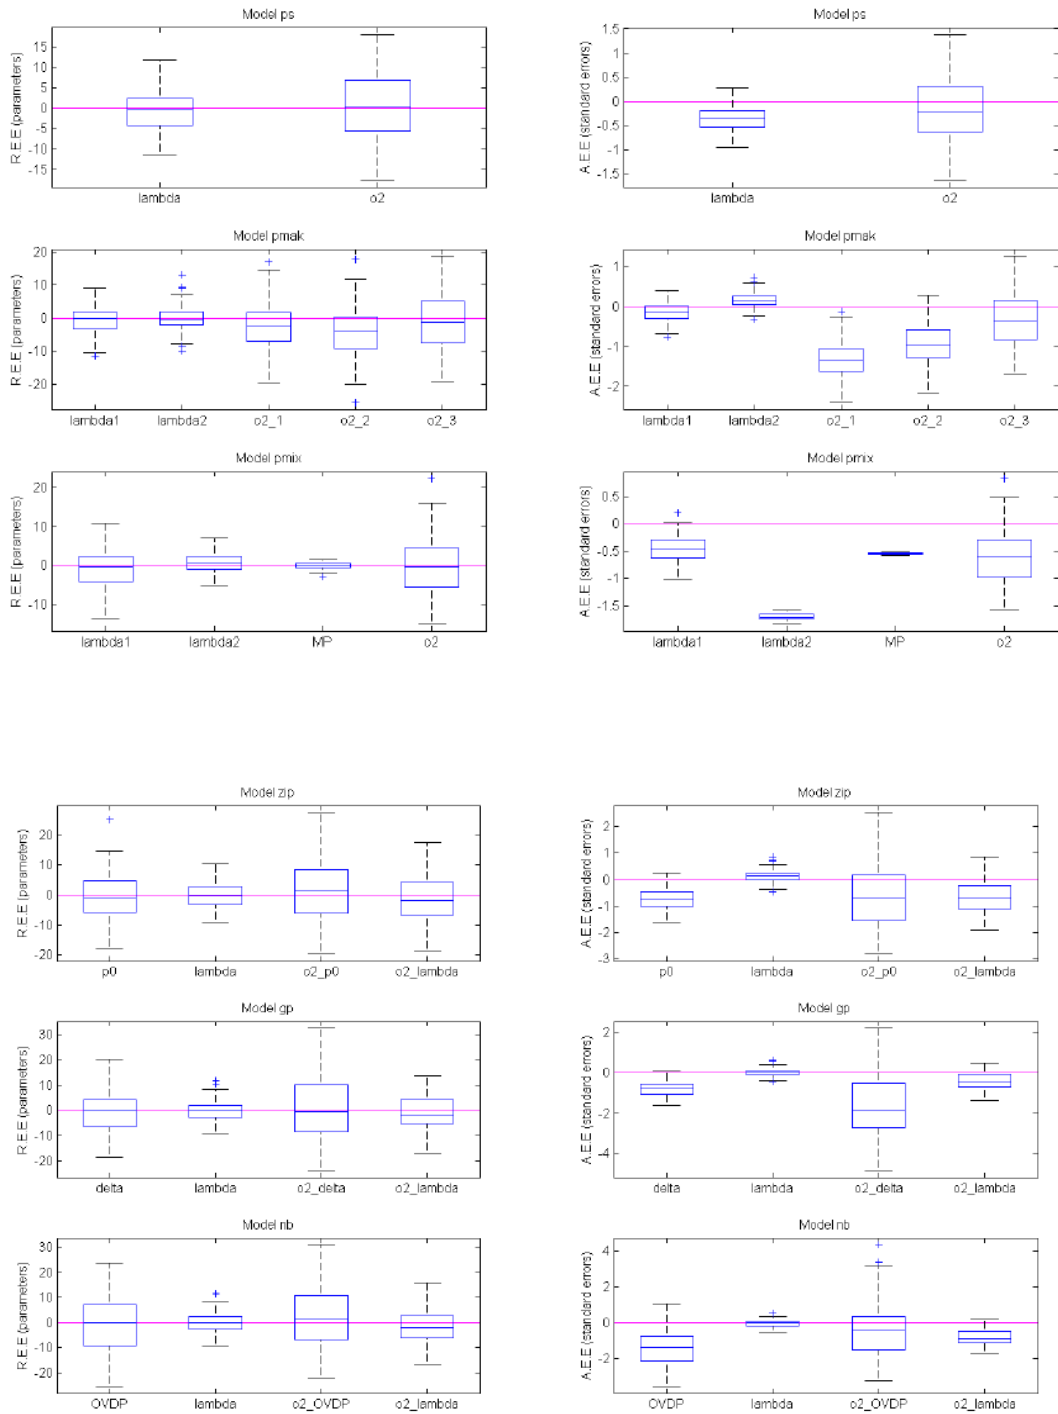 Model ps
R.E.E (parameters)
15
10
5
0
-5
-10
-15
lambda
o2
Model ps
A.E.E (standard errors)
1.5
1
0.5
0
-0.5
-1
-1.5
lambda
o2
Model pmak
R.E.E (parameters)
20
10
0
-10
-20
lambda1
lambda2
o2_1
o2_2
o2_3
Model pmak
A.E.E (standard errors)
1
0
-1
-2
lambda1
lambda2
o2_1
o2_2
o2_3
Model pmix
R.E.E (parameters)
20
10
0
-10
lambda1
lambda2
MP
o2
Model pmix
A.E.E (standard errors)
0.5
0
-0.5
-1
-1.5
lambda1
lambda2
MP
o2
Model zip
R.E.E (parameters)
20
10
0
-10
-20
p0
lambda
o2_p0
o2_lambda
Model zip
A.E.E (standard errors)
2
1
0
-1
-2
-3
p0
lambda
o2_p0
o2_lambda
Model gp
R.E.E (parameters)
30
20
10
0
-10
-20
delta
lambda
o2_delta
o2_lambda
Model gp
A.E.E (standard errors)
2
0
-2
-4
delta
lambda
o2_delta
o2_lambda
Model nb
R.E.E (parameters)
30
20
10
0
-10
-20
OVDP
lambda
o2_OVDP
o2_lambda
Model nb
A.E.E (standard errors)
4
2
0
-2
OVDP
lambda
o2_OVDP
o2_lambda